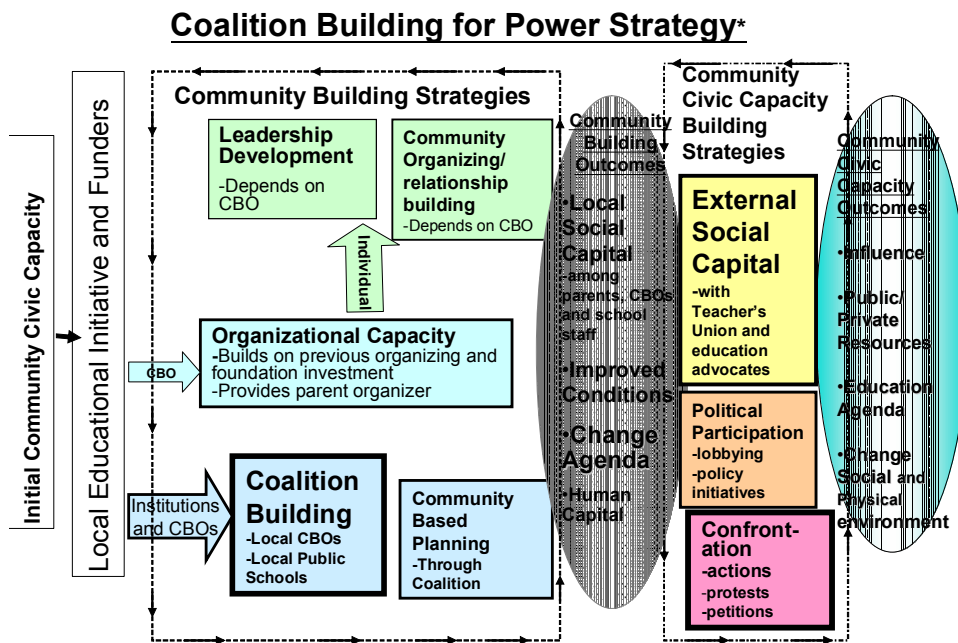 Coalition Building for Power Strategy*
Initial Community Civic Capacity
Local Educational Initiative and Funders
Community Building Strategies
Leadership
Development
-Depends on
CBO
Community
Organizing/
relationship
building
-Depends on CBO
Individual
CBO
Organizational Capacity
-Builds on previous organizing and
foundation investment
-Provides parent organizer
Institutions
and CBOs
Coalition
Building
-Local CBOs
-Local Public
Schools
Community
Based
Planning
-Through
Coalition
Community
Building
Outcomes
•Local
Social
Capital
-among
parents, CBOs
and school
staff
•Improved
Conditions
•Change
Agenda
•Human
Capital
Community
Civic Capacity
Building
Strategies
External
Social
Capital
-with
Teacher's
Union and
education
advocates
Political
Participation
-lobbying
-policy
initiatives
Confront-
ation
-actions
-protests
-petitions
Community
Civic
Capacity
Outcomes
•Influence
•Public/
Private
Resources
•Education
Agenda
•Change
Social and
Physical
environment